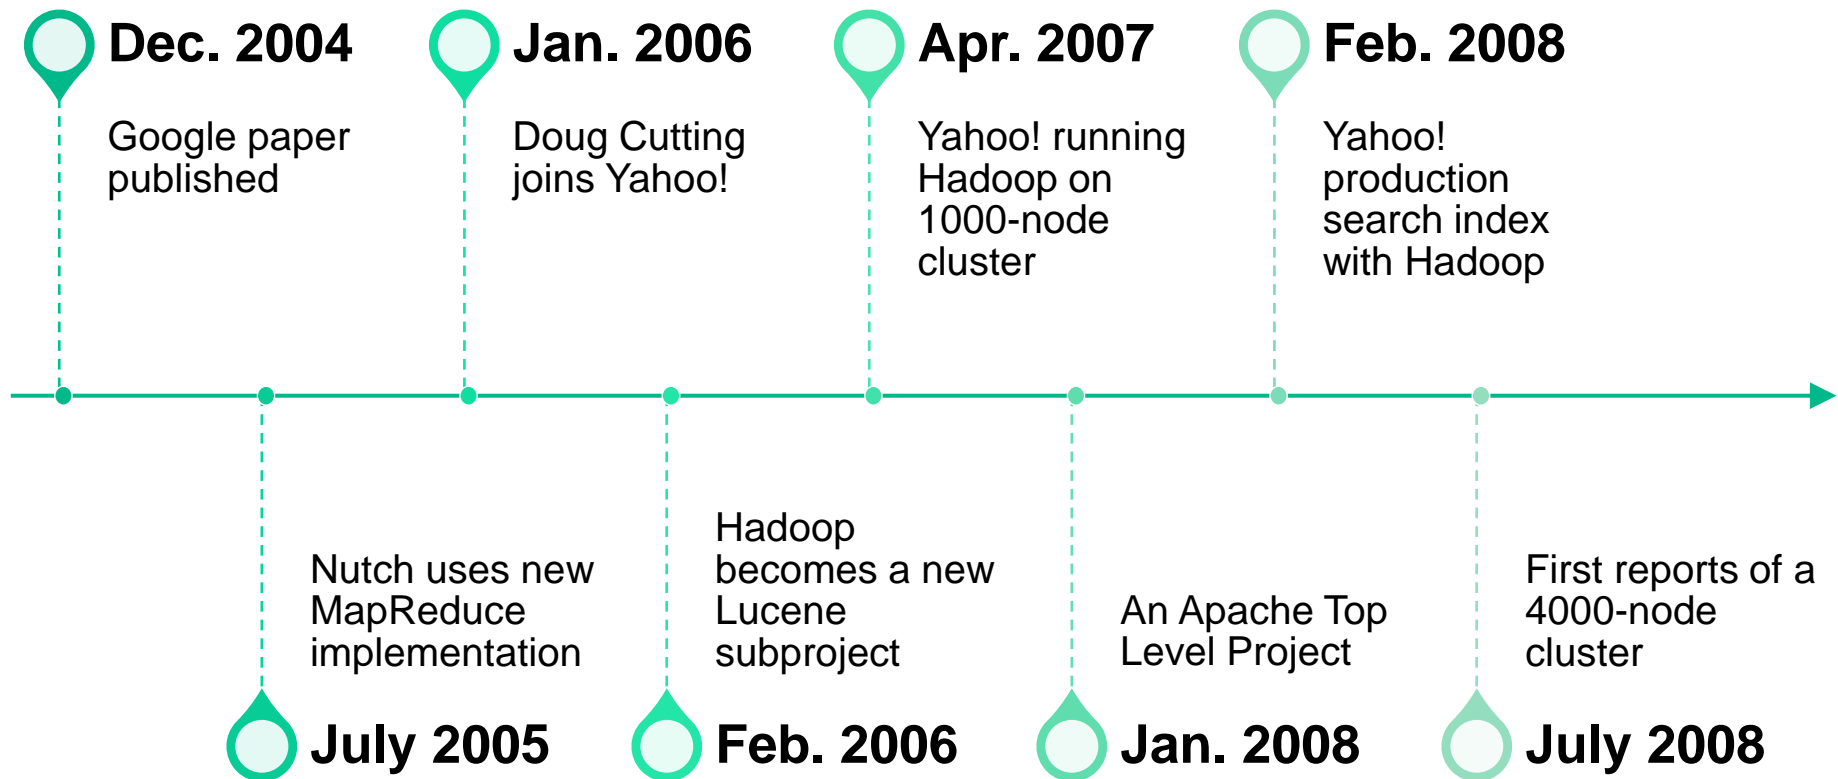 Dec. 2004
Google paper
published
Jan. 2006
Doug Cutting
joins Yahoo!
Apr. 2007
Yahoo! running
Hadoop on
1000-node
cluster
Feb. 2008
Yahoo!
production
search index
with Hadoop
Nutch uses new
MapReduce
implementation
July 2005
Hadoop
becomes a new
Lucene
subproject
Feb. 2006
An Apache Top
Level Project
Jan. 2008
First reports of a
4000-node
cluster
July 2008